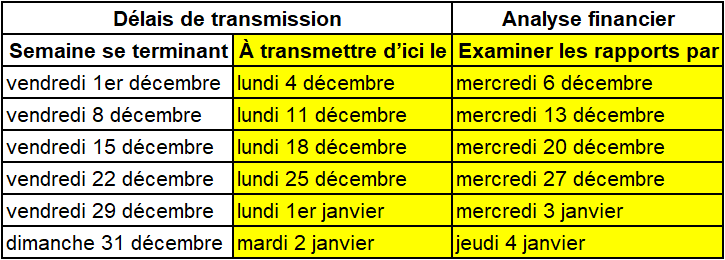 Délais de transmission Analyse financier
Semaine se terminant À transmettre d’ici le Examiner les rapports par
vendredi 1er décembre lundi 4 décembre mercredi 6 décembre
vendredi 8 décembre lundi 11 décembre mercredi 13 décembre
vendredi 15 décembre lundi 18 décembre mercredi 20 décembre
vendredi 22 décembre lundi 25 décembre mercredi 27 décembre
vendredi 29 décembre lundi 1er janvier mercredi 3 janvier
dimanche 31 décembre mardi 2 janvier jeudi 4 janvier